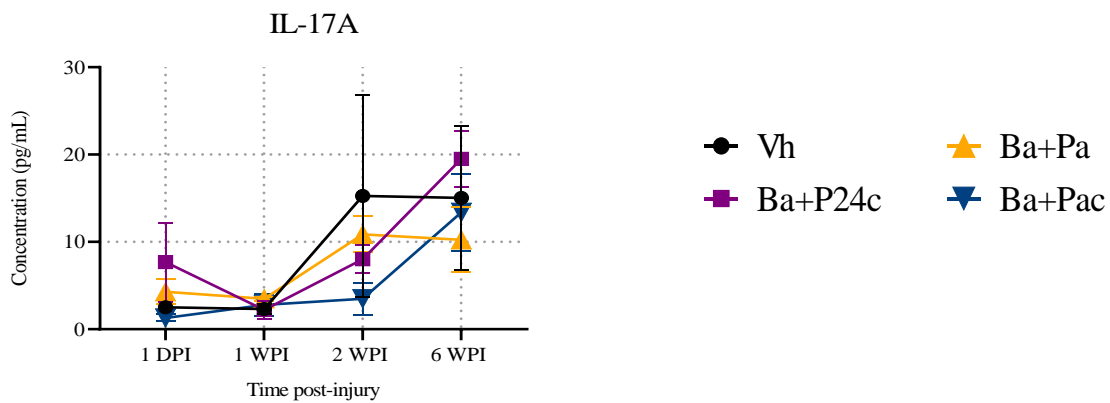 IL-17A
Concentration (pg/mL)
30
20
10
0
1 DPI 1 WPI 2 WPI 6 WPI
Time post-injury
Vh Ba+Pa
Ba+P24c Ba+Pac